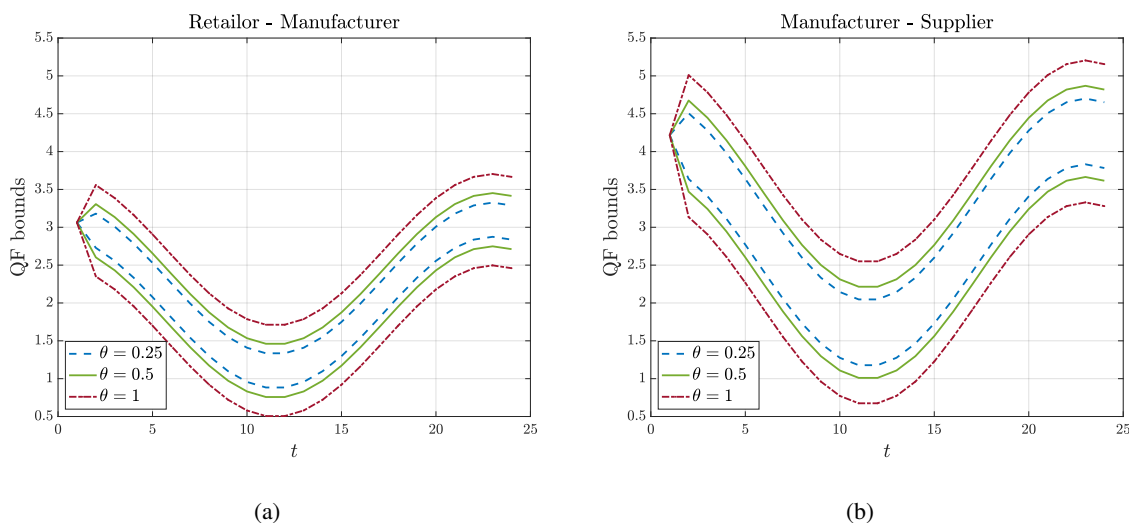 Retailor - Manufacturer
5.5
5
4.5
4
3.5
3
2.5
2
1.5
1
0.5
QF bounds
θ = 0.25
θ = 0.5
θ = 1
0 5 10 15 20 25
t
(a)
Manufacturer - Supplier
5.5
5
4.5
4
3.5
3
2.5
2
1.5
1
0.5
QF bounds
θ = 0.25
θ = 0.5
θ = 1
0 5 10 15 20 25
t
(b)